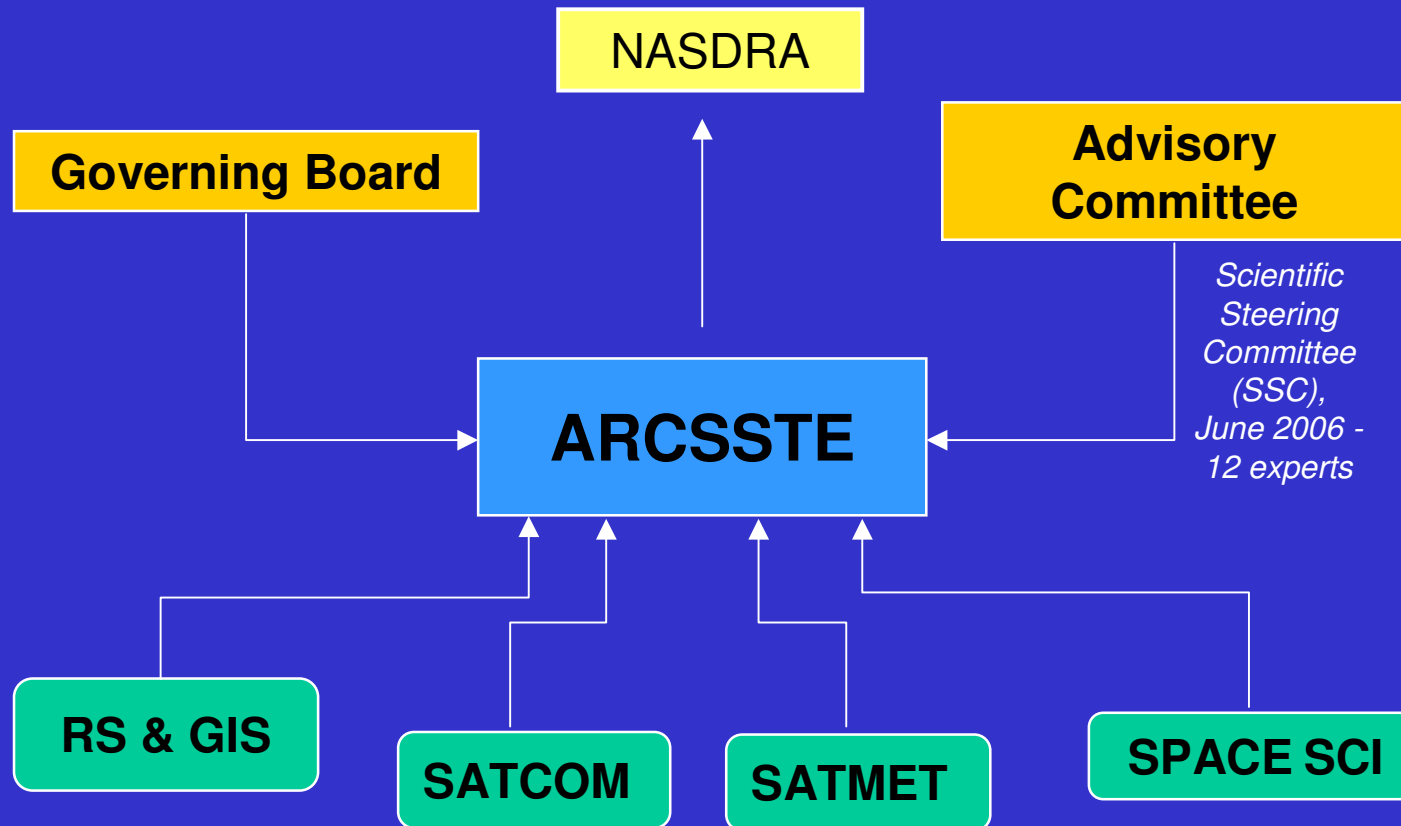 NASDRA
Governing Board
Advisory
Committee
Scientific
Steering
Committee
(SSC),
June 2006 -
12 experts
ARCSSTE
RS & GIS
SATCOM
SATMET
SPACE SCI